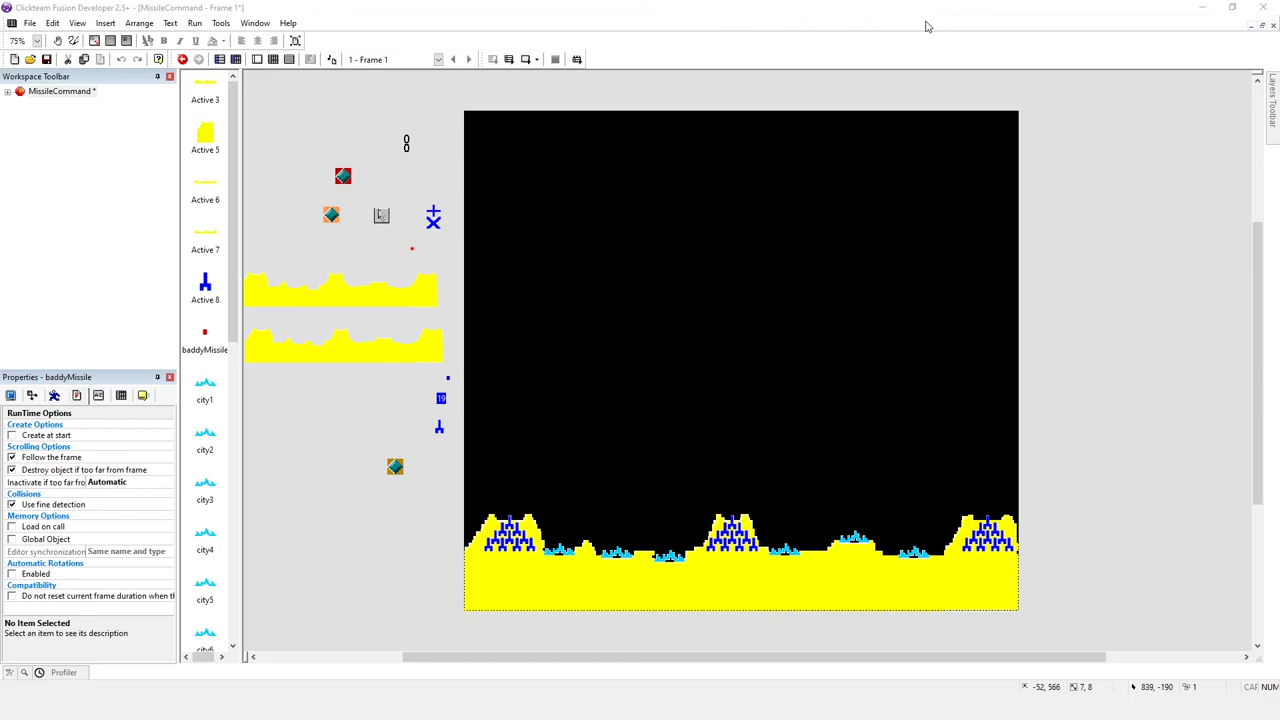 Clickteam Fusion Developer 2.5+ - [MissileCommand - Frame 1*]
File Edit View Insert Arrange Text Run Tools Window Help
75%
1 - Frame 1
Workspace Toolbar
MissileCommand *
Active 3
Active 5
Active 6
Active 7
Active 8
baddyMissile
city1
city2
city3
city4
city5
city6
0
0
19
Layers Toolbar
Properties - baddyMissile
RunTime Options
Create Options
Create at start
Scrolling Options
Follow the frame
Destroy object if too far from frame
Inactivate if too far fro Automatic
Collisions
Use fine detection
Memory Options
Load on call
Global Object
Editor synchronization Same name and type
Automatic Rotations
Enabled
Compatibility
Do not reset current frame duration when th
No Item Selected
Select an item to see its description
Profiler
-52, 566 7, 8 839, -190 1 CAP NUM